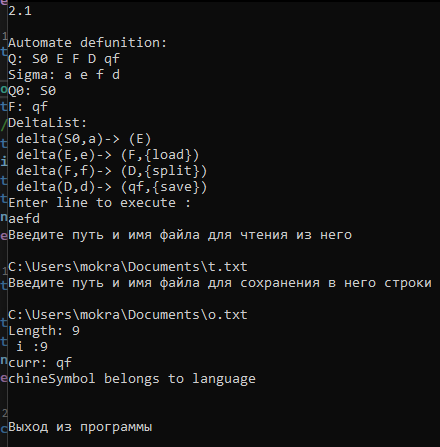 2.1
Automate defunition:
Q: S0 E F D qf
Sigma: a e f d
Q0: S0
F: qf
DeltaList:
delta(S0,a)-> (E)
delta(E,e)-> (F,{load})
delta(F,f)-> (D,{split})
delta(D,d)-> (qf,{save})
Enter line to execute :
aefd
Введите путь и имя файла для чтения из него
C:\Users\mokra\Documents\t.txt
Введите путь и имя файла для сохранения в него строки
C:\Users\mokra\Documents\o.txt
Length: 9
i :9
curr: qf
chineSymbol belongs to language
Выход из программы